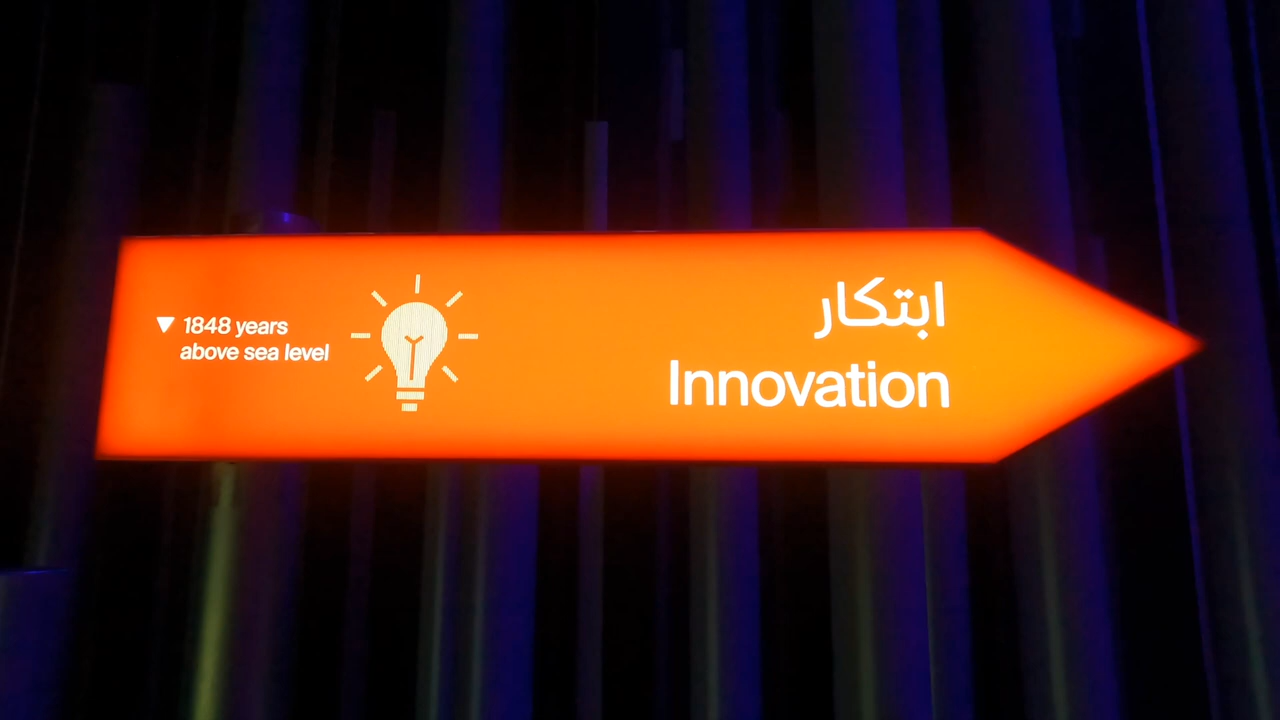 ▼ 1848 years
above sea level
ابتكار
Innovation